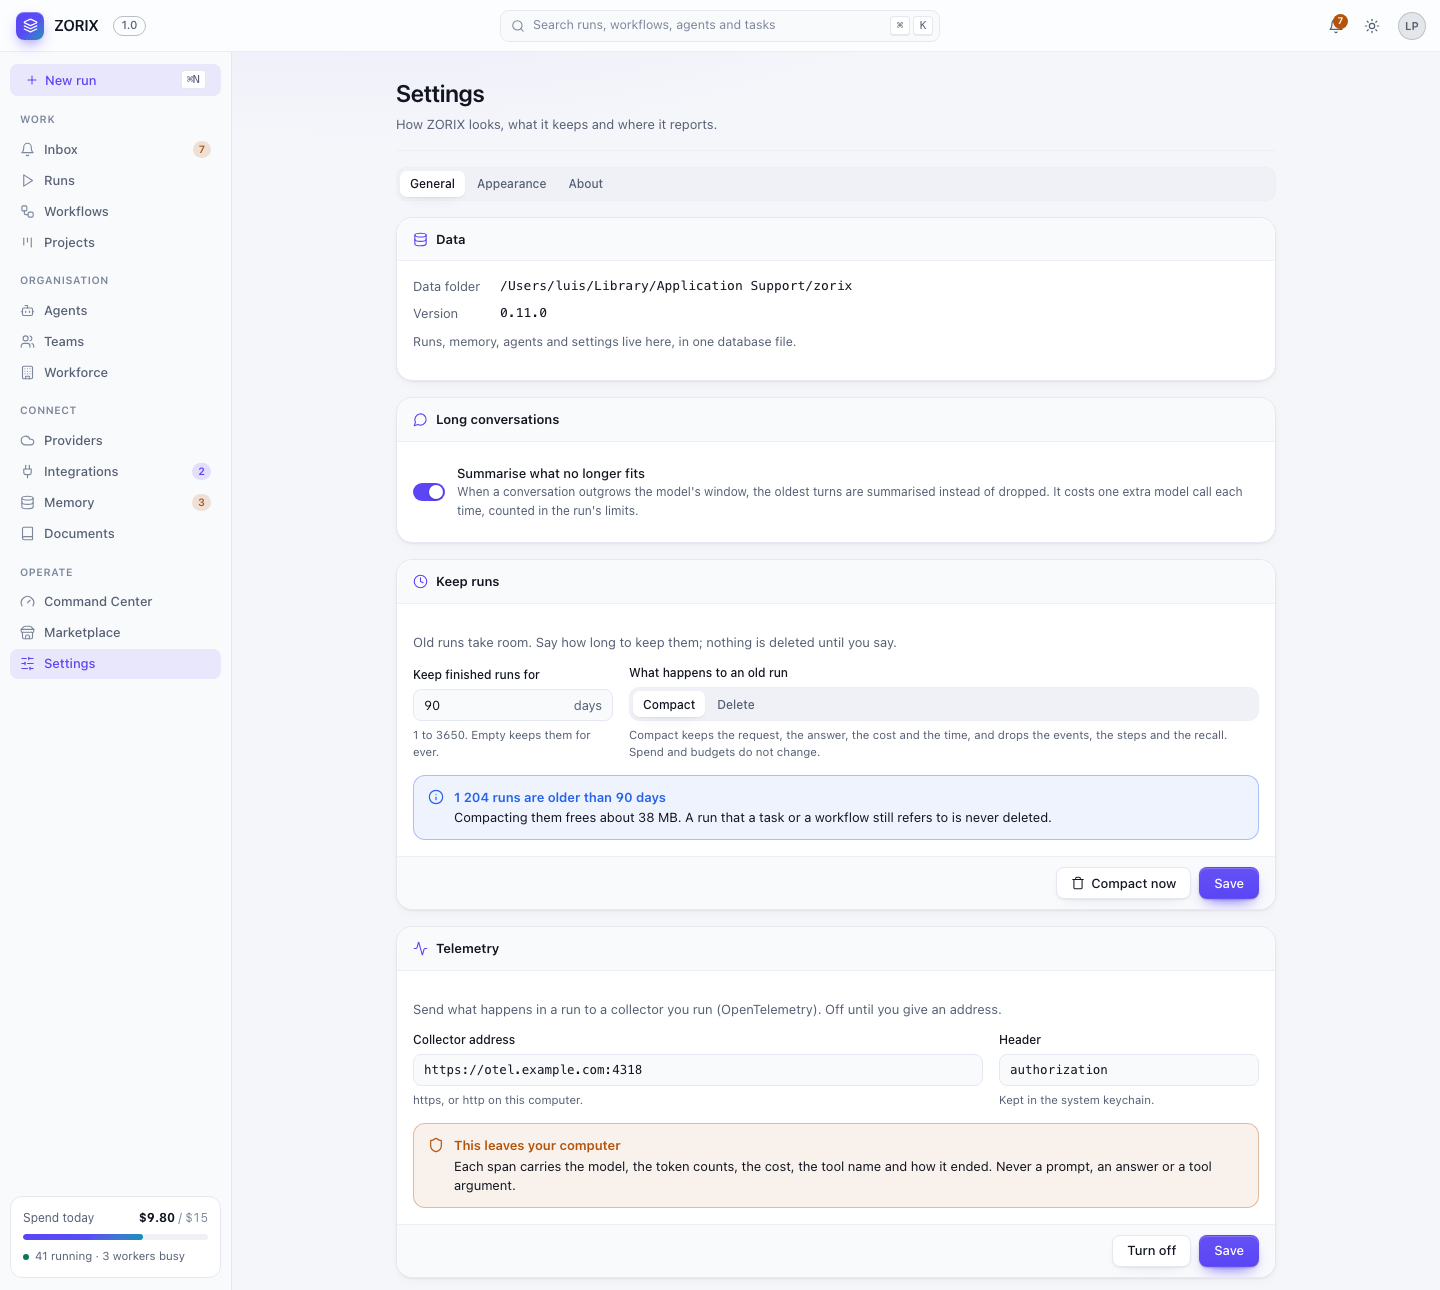 ZORIX 1.0
Search runs, workflows, agents and tasks
⌘ K
7
LP
New run ⌘N
WORK
Inbox 7
Runs
Workflows
Projects
ORGANISATION
Agents
Teams
Workforce
CONNECT
Providers
Integrations 2
Memory 3
Documents
OPERATE
Command Center
Marketplace
Settings
Spend today $9.80 / $15
41 running · 3 workers busy
Settings
How ZORIX looks, what it keeps and where it reports.
General Appearance About
Data
Data folder /Users/luis/Library/Application Support/zorix
Version 0.11.0
Runs, memory, agents and settings live here, in one database file.
Long conversations
Summarise what no longer fits
When a conversation outgrows the model's window, the oldest turns are summarised instead of dropped. It costs one extra model call each
time, counted in the run's limits.
Keep runs
Old runs take room. Say how long to keep them; nothing is deleted until you say.
Keep finished runs for
90 days
1 to 3650. Empty keeps them for
ever.
What happens to an old run
Compact Delete
Compact keeps the request, the answer, the cost and the time, and drops the events, the steps and the recall.
Spend and budgets do not change.
1 204 runs are older than 90 days
Compacting them frees about 38 MB. A run that a task or a workflow still refers to is never deleted.
Compact now Save
Telemetry
Send what happens in a run to a collector you run (OpenTelemetry). Off until you give an address.
Collector address
https://otel.example.com:4318
https, or http on this computer.
Header
authorization
Kept in the system keychain.
This leaves your computer
Each span carries the model, the token counts, the cost, the tool name and how it ended. Never a prompt, an answer or a tool
argument.
Turn off Save